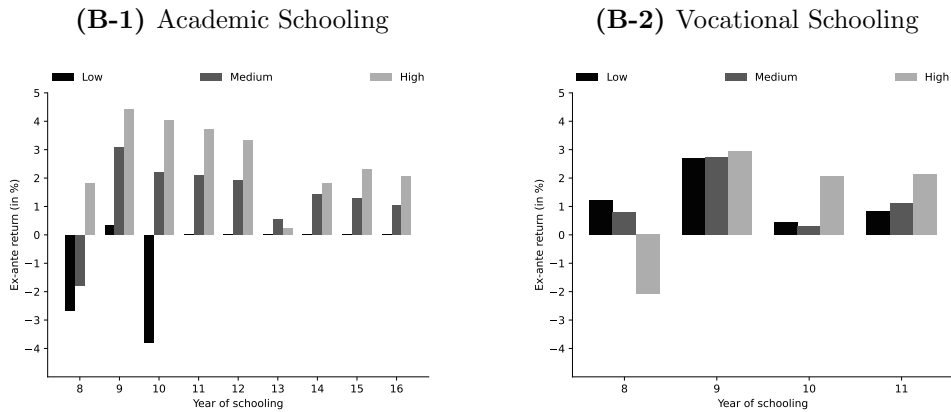 (B-1) Academic Schooling
Low Medium High
5
4
3
2
1
0
−1
−2
−3
−4
Ex-ante return (in %)
8 9 10 11 12 13 14 15 16
Year of schooling
(B-2) Vocational Schooling
Low Medium High
5
4
3
2
1
0
−1
−2
−3
−4
Ex-ante return (in %)
8 9 10 11
Year of schooling